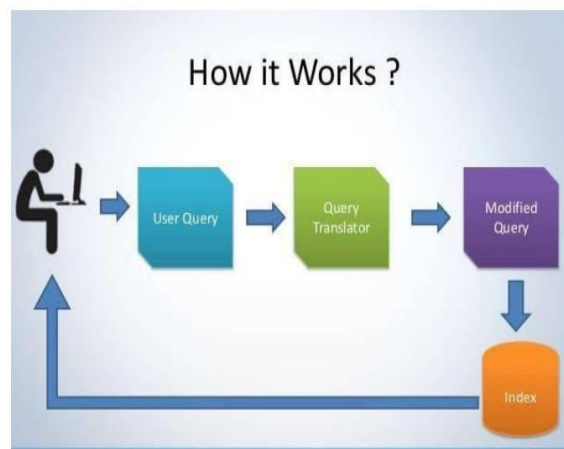 How it Works ?
User Query
Query
Translator
Modified
Query
Index